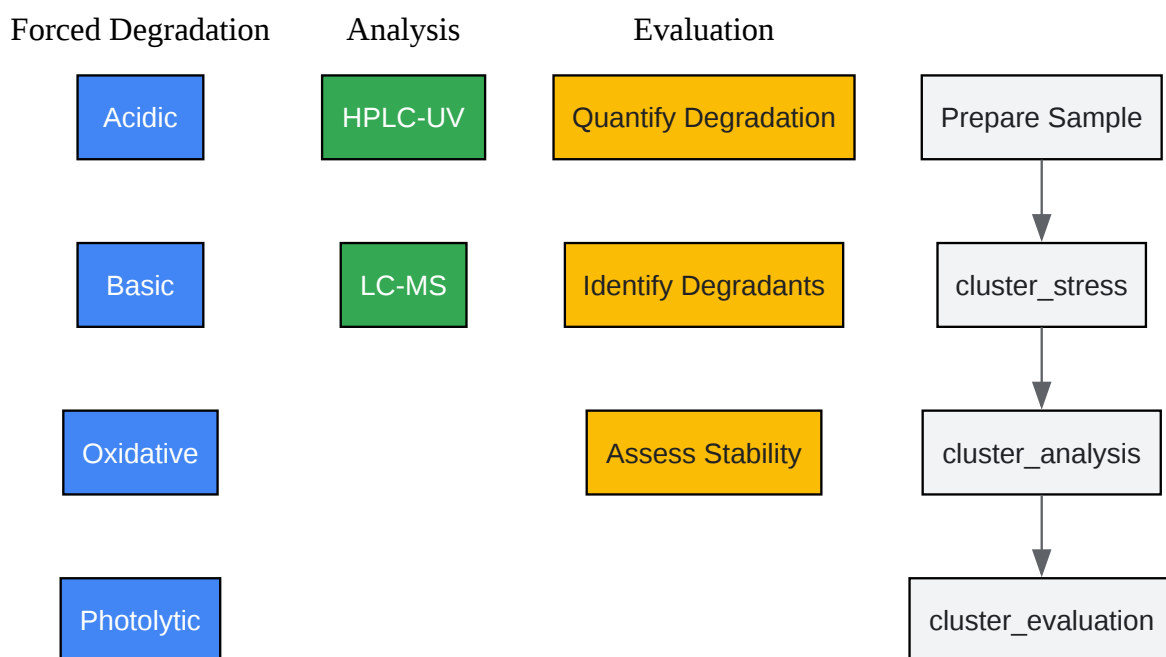 Forced Degradation
Analysis
Evaluation
Acidic
HPLC-UV
Quantify Degradation
Prepare Sample
Basic
LC-MS
Identify Degradants
cluster_stress
Oxidative
Assess Stability
cluster_analysis
Photolytic
cluster_evaluation